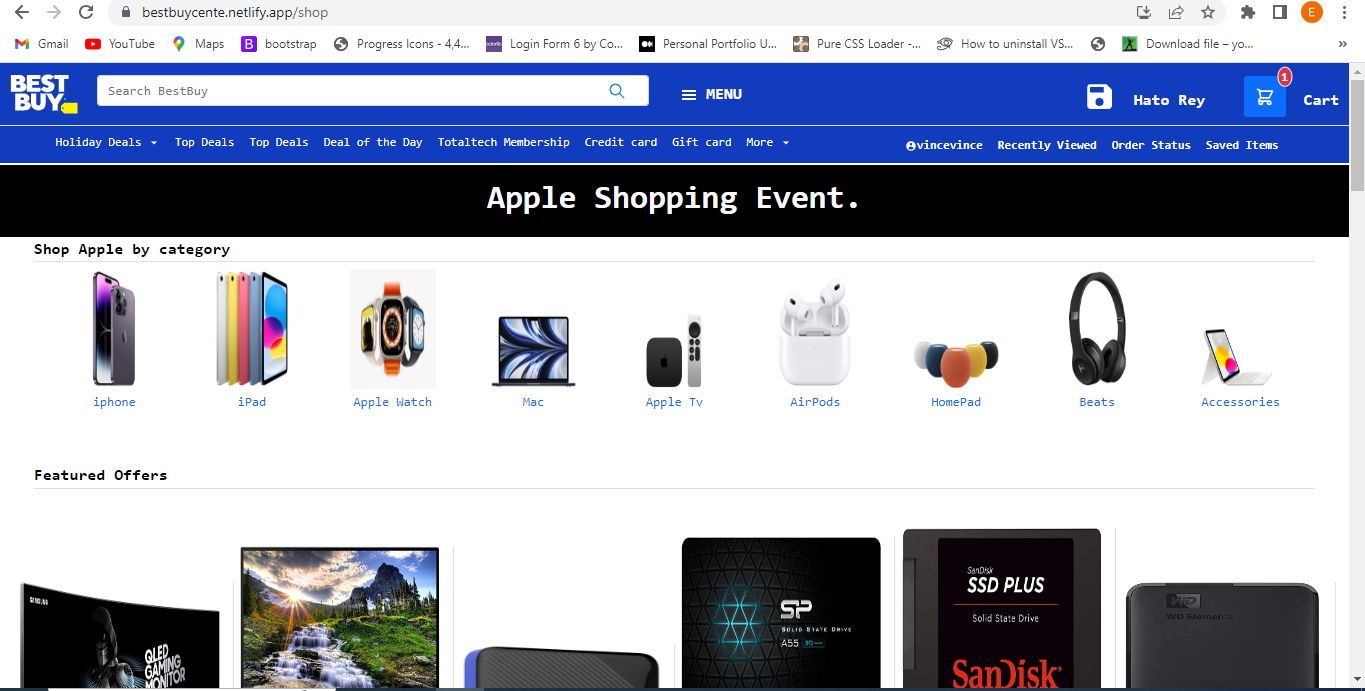 bestbuycente.netlify.app/shop
E
Gmail
YouTube
Maps
B bootstrap
Progress Icons - 4,4...
Login Form 6 by Co...
Personal Portfolio U...
Pure CSS Loader -...
How to uninstall VS...
Download file – yo...
»
BEST
BUY
Search BestBuy
MENU
Hato Rey
1
Cart
Holiday Deals
Top Deals
Top Deals
Deal of the Day
Totaltech Membership
Credit card
Gift card
More
vincevince
Recently Viewed
Order Status
Saved Items
Apple Shopping Event.
Shop Apple by category
iphone
iPad
Apple Watch
Mac
Apple Tv
AirPods
HomePad
Beats
Accessories
Featured Offers
SAMSUNG
QLED
GAMING
MONITOR
SP
SOLID STATE DRIVE
A55
SanDisk
SSD PLUS
Solid State Drive
SanDisk
WD
WD Elements